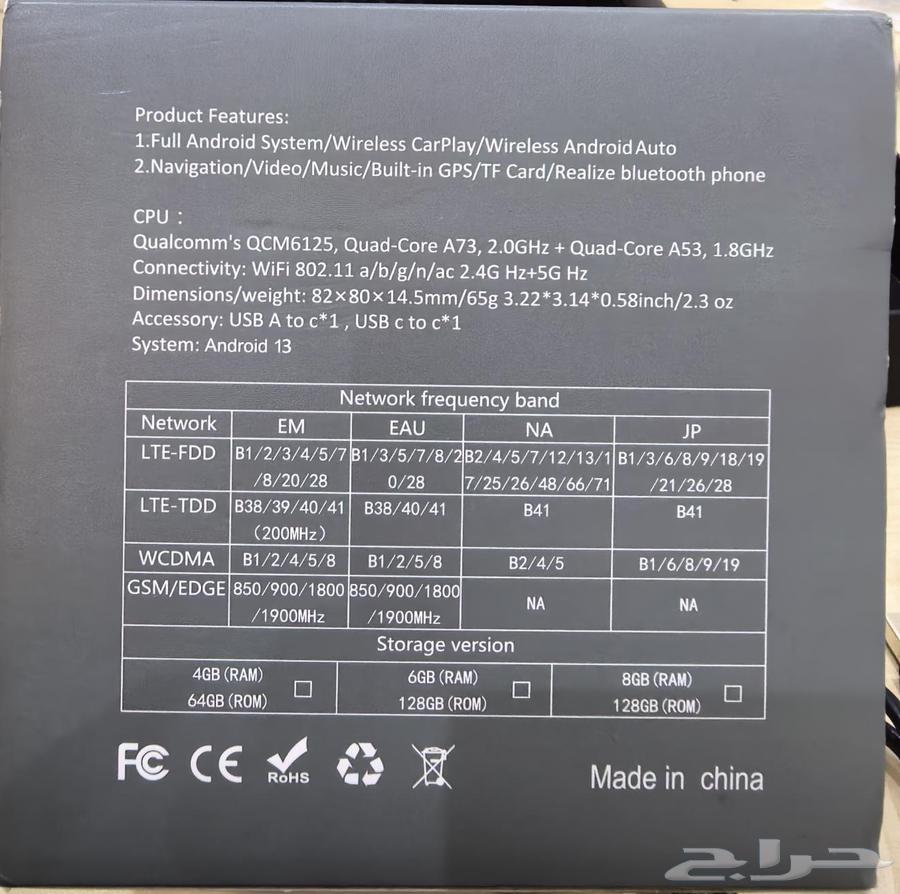 Product Features:
1.Full Android System/Wireless CarPlay/Wireless Android Auto
2.Navigation/Video/Music/Built-in GPS/TF Card/Realize bluetooth phone
CPU :
Qualcomm's QCM6125, Quad-Core A73, 2.0GHz + Quad-Core A53, 1.8GHz
Connectivity: WiFi 802.11 a/b/g/n/ac 2.4G Hz+5G Hz
Dimensions/weight: 82×80×14.5mm/65g 3.22*3.14*0.58inch/2.3 oz
Accessory: USB A to c*1 , USB c to c*1
System: Android 13
Network frequency band
Network EM EAU NA JP
LTE-FDD B1/2/3/4/5/7 B1/3/5/7/8/2 B2/4/5/7/12/13/1 B1/3/6/8/9/18/19
/8/20/28 0/28 7/25/26/48/66/71 /21/26/28
LTE-TDD B38/39/40/41 B38/40/41 B41 B41
(200MHz)
WCDMA B1/2/4/5/8 B1/2/5/8 B2/4/5 B1/6/8/9/19
GSM/EDGE 850/900/1800 850/900/1800 NA NA
/1900MHz /1900MHz
Storage version
4GB(RAM) 6GB(RAM) 8GB(RAM)
64GB(ROM) 128GB(ROM) 128GB(ROM)
FC CE RoHS
Made in china
حراج